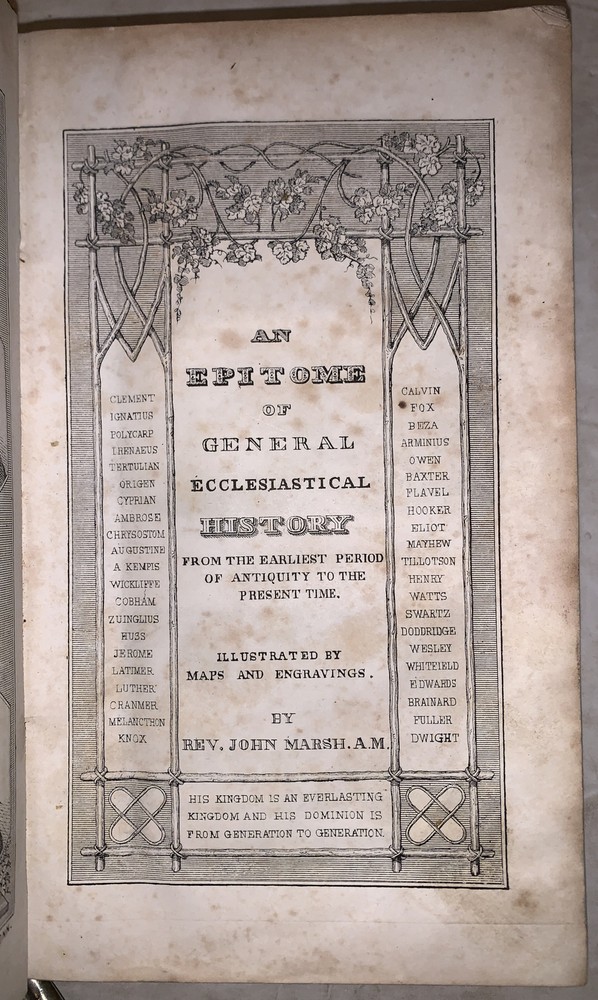 AN
EPITOME
OF
GENERAL
ECCLESIASTICAL
HISTORY
FROM THE EARLIEST PERIOD
OF ANTIQUITY TO THE
PRESENT TIME.
ILLUSTRATED BY
MAPS AND ENGRAVINGS.
BY
REV. JOHN MARSH. A.M.
CLEMENT
IGNATIUS
POLYCARP
IRENAEUS
TERTULIAN
ORIGEN
CYPRIAN
AMBROSE
CHRYSOSTOM
AUGUSTINE
A KEMPIS
WICKLIFFE
COBHAM
ZUINGLIUS
HUSS
JEROME
LATIMER
LUTHER
CRANMER
MELANCTHON
KNOX
CALVIN
FOX
BEZA
ARMINIUS
OWEN
BAXTER
FLAVEL
HOOKER
ELIOT
MAYHEW
TILLOTSON
HENRY
WATTS
SWARTZ
DODDRIDGE
WESLEY
WHITFIELD
EDWARDS
BRAINARD
FULLER
DWIGHT
HIS KINGDOM IS AN EVERLASTING
KINGDOM AND HIS DOMINION IS
FROM GENERATION TO GENERATION.